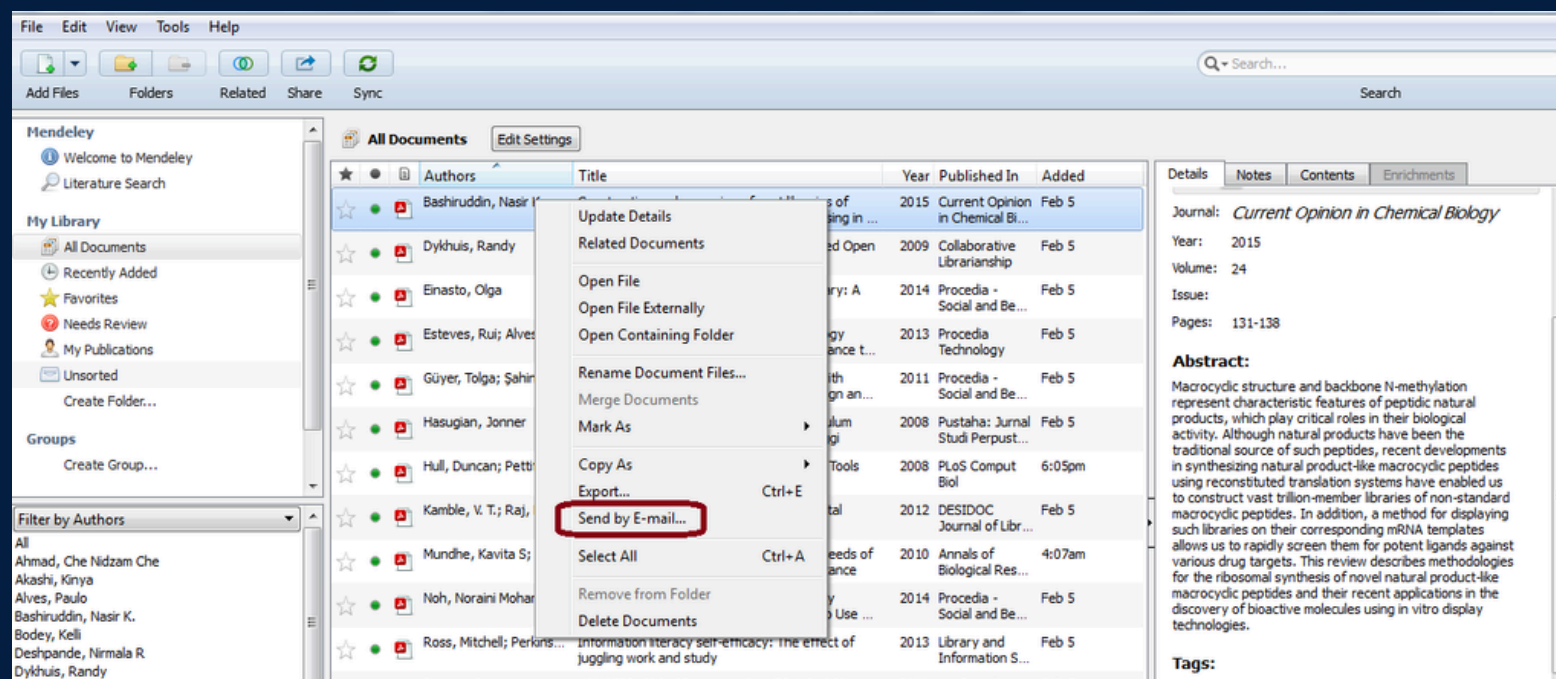 File Edit View Tools Help
Add Files Folders Related Share Sync
Search...
Search
Mendeley
Welcome to Mendeley
Literature Search
My Library
All Documents
Recently Added
Favorites
Needs Review
My Publications
Unsorted
Create Folder...
Groups
Create Group...
Filter by Authors
All
Ahmad, Che Nidzam Che
Akashi, Kinya
Alves, Paulo
Bashiruddin, Nasir K.
Bodey, Kelli
Deshpande, Nirmala R
Dykhuis, Randy
All Documents Edit Settings
Authors Title Year Published In Added
Bashiruddin, Nasir of 2015 Current Opinion Feb 5
in ... in Chemical Bi...
Dykhuis, Randy ed Open 2009 Collaborative Feb 5
Librarianship
Einasto, Olga ary: A 2014 Procedia - Feb 5
Social and Be...
Esteves, Rui; Alves gy 2013 Procedia Feb 5
ance t... Technology
Güyer, Tolga; Şahin ith 2011 Procedia - Feb 5
gn an... Social and Be...
Hasugian, Jonner ulum 2008 Pustaha: Jurnal Feb 5
gi Studi Perpust...
Hull, Duncan; Petti Tools 2008 PLoS Comput 6:05pm
Biol
Kamble, V. T.; Raj, tal 2012 DESIDOC Feb 5
Journal of Libr...
Mundhe, Kavita S; eeds of 2010 Annals of 4:07am
ance Biological Res...
Noh, Noraini Mohar y 2014 Procedia - Feb 5
Use ... Social and Be...
Ross, Mitchell; Perkins... Information literacy self-efficacy: The effect of 2013 Library and Feb 5
juggling work and study Information S...
Update Details
Related Documents
Open File
Open File Externally
Open Containing Folder
Rename Document Files...
Merge Documents
Mark As
Copy As
Export... Ctrl+E
Send by E-mail...
Select All Ctrl+A
Remove from Folder
Delete Documents
Details Notes Contents Enrichments
Journal: Current Opinion in Chemical Biology
Year: 2015
Volume: 24
Issue:
Pages: 131-138
Abstract:
Macrocyclic structure and backbone N-methylation
represent characteristic features of peptidic natural
products, which play critical roles in their biological
activity. Although natural products have been the
traditional source of such peptides, recent developments
in synthesizing natural product-like macrocyclic peptides
using reconstituted translation systems have enabled us
to construct vast trillion-member libraries of non-standard
macrocyclic peptides. In addition, a method for displaying
such libraries on their corresponding mRNA templates
allows us to rapidly screen them for potent ligands against
various drug targets. This review describes methodologies
for the ribosomal synthesis of novel natural product-like
macrocyclic peptides and their recent applications in the
discovery of bioactive molecules using in vitro display
technologies.
Tags: